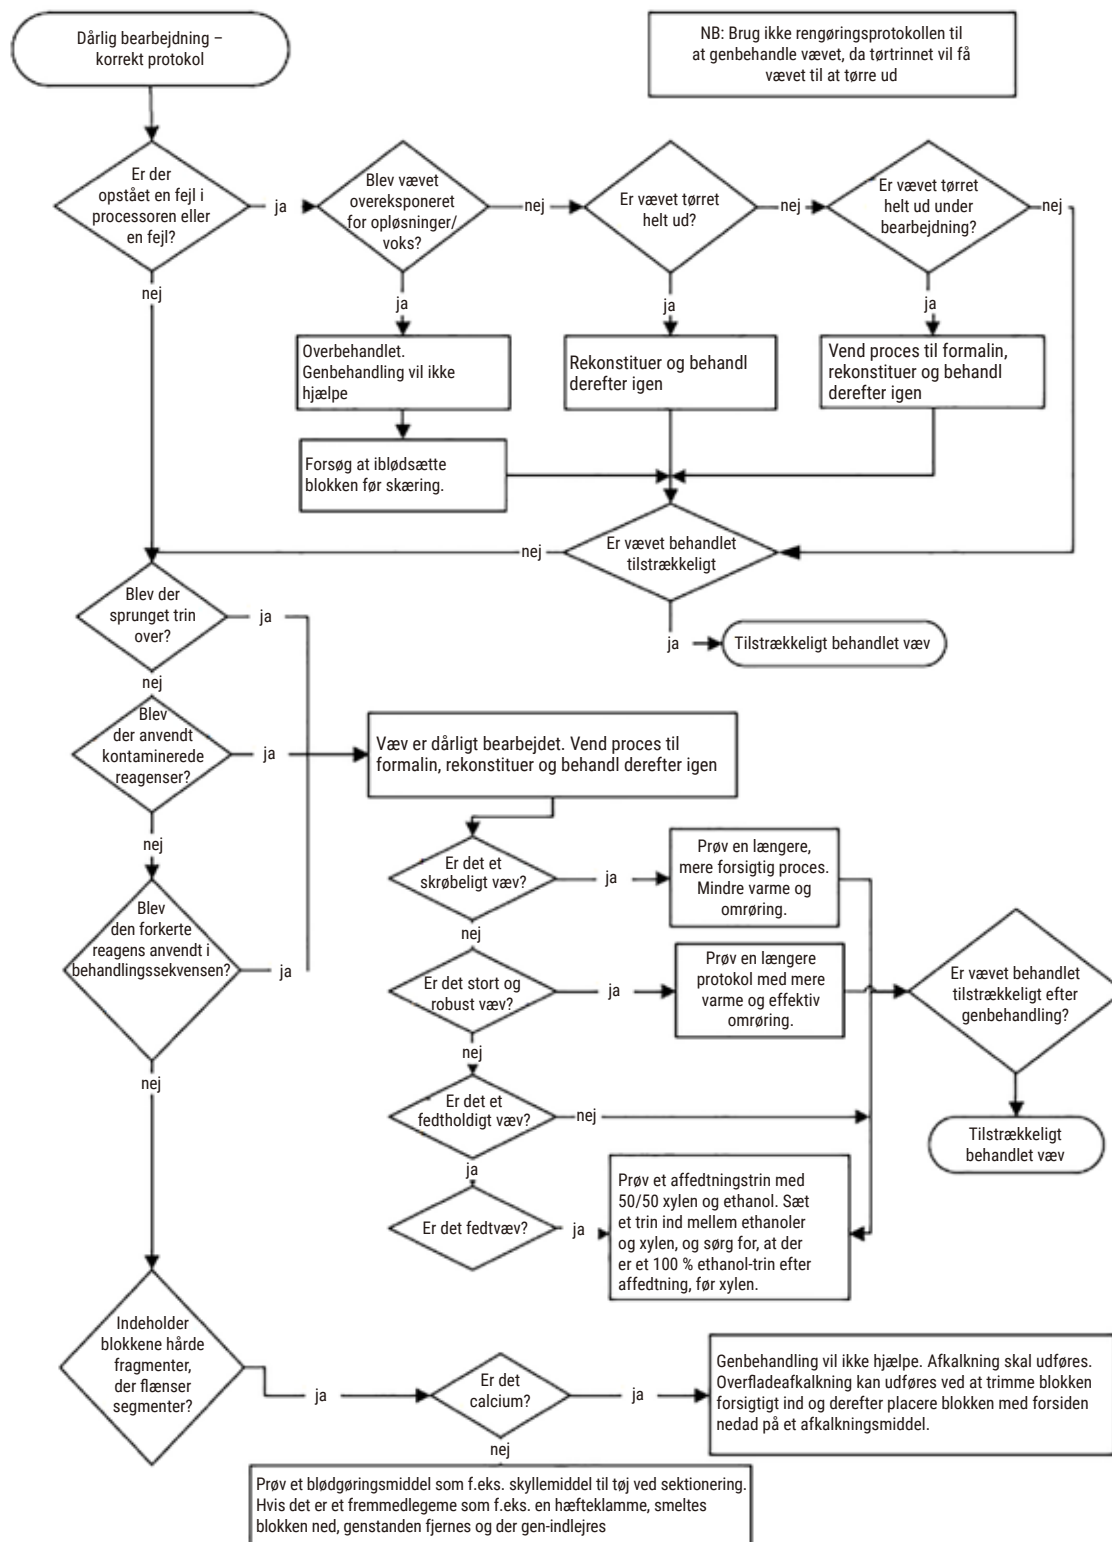 Dårlig bearbejdning –
korrekt protokol
NB: Brug ikke rengøringsprotokollen til
at genbehandle vævet, da tørtrinnet vil få
vævet til at tørre ud
Er der
opstået en fejl i
processoren eller
en fejl?
ja
Blev vævet
overeksponeret
for opløsninger/
voks?
nej
Er vævet tørret
helt ud?
nej
Er vævet tørret
helt ud under
bearbejdning?
nej
nej
ja
ja
ja
Overbehandlet.
Genbehandling vil ikke
hjælpe
Rekonstituer og behandl
derefter igen
Vend proces til formalin,
rekonstituer og behandl
derefter igen
Forsøg at iblødsætte
blokken før skæring.
Er vævet behandlet
tilstrækkeligt
nej
ja
Tilstrækkeligt behandlet væv
Blev der
sprunget trin
over?
ja
nej
Blev
der anvendt
kontaminerede
reagenser?
ja
Væv er dårligt bearbejdet. Vend proces til
formalin, rekonstituer og behandl derefter igen
nej
Blev
den forkerte
reagens anvendt i
behandlingssekvensen?
ja
nej
Er det et
skrøbeligt væv?
ja
Prøv en længere,
mere forsigtig proces.
Mindre varme og
omrøring.
nej
Er det stort og
robust væv?
ja
Prøv en længere
protokol med mere
varme og effektiv
omrøring.
Er vævet behandlet
tilstrækkeligt efter
genbehandling?
nej
Er det et
fedtholdigt væv?
nej
Tilstrækkeligt
behandlet væv
ja
Er det fedtvæv?
ja
Prøv et affedtningstrin med
50/50 xylen og ethanol. Sæt
et trin ind mellem ethanoler
og xylen, og sørg for, at der
er et 100 % ethanol-trin efter
affedtning, før xylen.
Indeholder
blokkene hårde
fragmenter,
der flænser
segmenter?
ja
Er det
calcium?
ja
Genbehandling vil ikke hjælpe. Afkalkning skal udføres.
Overfladeafkalkning kan udføres ved at trimme blokken
forsigtigt ind og derefter placere blokken med forsiden
nedad på et afkalkningsmiddel.
nej
Prøv et blødgøringsmiddel som f.eks. skyllemiddel til tøj ved sektionering.
Hvis det er et fremmedlegeme som f.eks. en hæfteklamme, smeltes
blokken ned, genstanden fjernes og der gen-indlejres